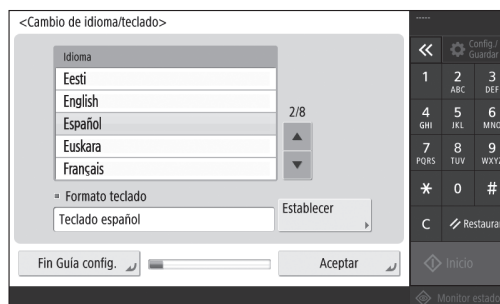 <Cambio de idioma/teclado>
Idioma
Eesti
English
Español
Euskara
Français
2/8
Formato teclado
Teclado español
Establecer
Fin Guía config.
Aceptar
-----
Config./
Guardar
1 2 3
ABC DEF
4 5 6
GHI JKL MNO
7 8 9
PQRS TUV WXYZ
* 0 #
C Restaurar
Inicio
Monitor estado